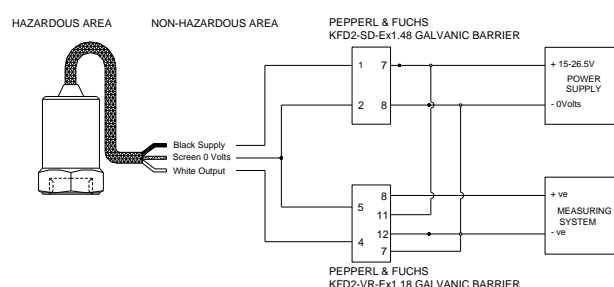 HAZARDOUS AREA
NON-HAZARDOUS AREA
PEPPERL & FUCHS
KFD2-SD-Ex1.48 GALVANIC BARRIER
1 7
2 8
+ 15-26.5V
POWER
SUPPLY
- 0Volts
Black Supply
Screen 0 Volts
White Output
5
4
8
11
12
7
+ ve
MEASURING
SYSTEM
- ve
PEPPERL & FUCHS
KFD2-VR-Ex1.18 GALVANIC BARRIER